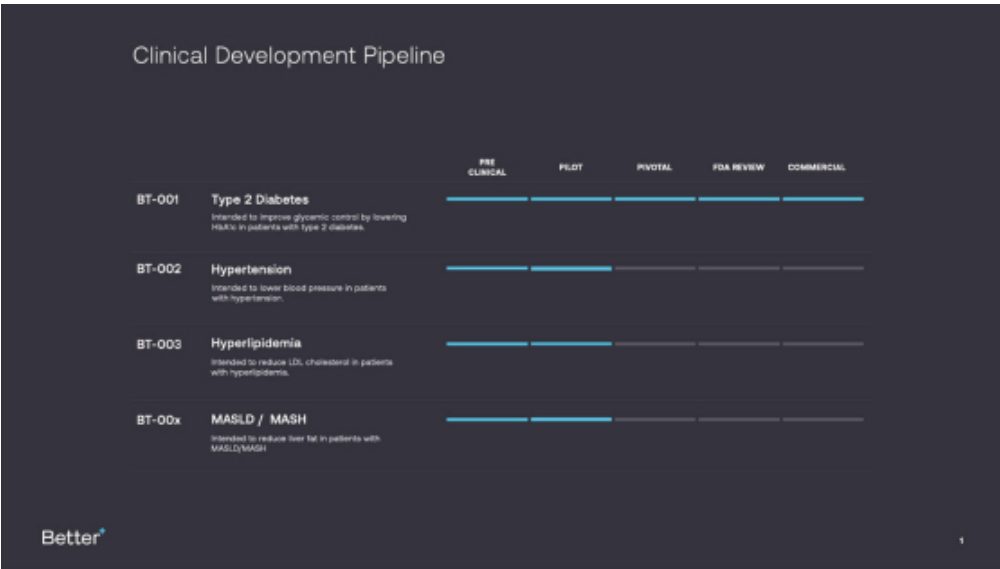 Clinical Development Pipeline
PRE
CLINICAL
PILOT
PIVOTAL
FDA REVIEW
COMMERCIAL
BT-001
Type 2 Diabetes
Intended to improve glycemic control by lowering
HbA1c in patients with type 2 diabetes.
BT-002
Hypertension
Intended to lower blood pressure in patients
with hypertension.
BT-003
Hyperlipidemia
Intended to reduce LDL cholesterol in patients
with hyperlipidemia.
BT-00x
MASLD / MASH
Intended to reduce liver fat in patients with
MASLD/MASH
Better+
1